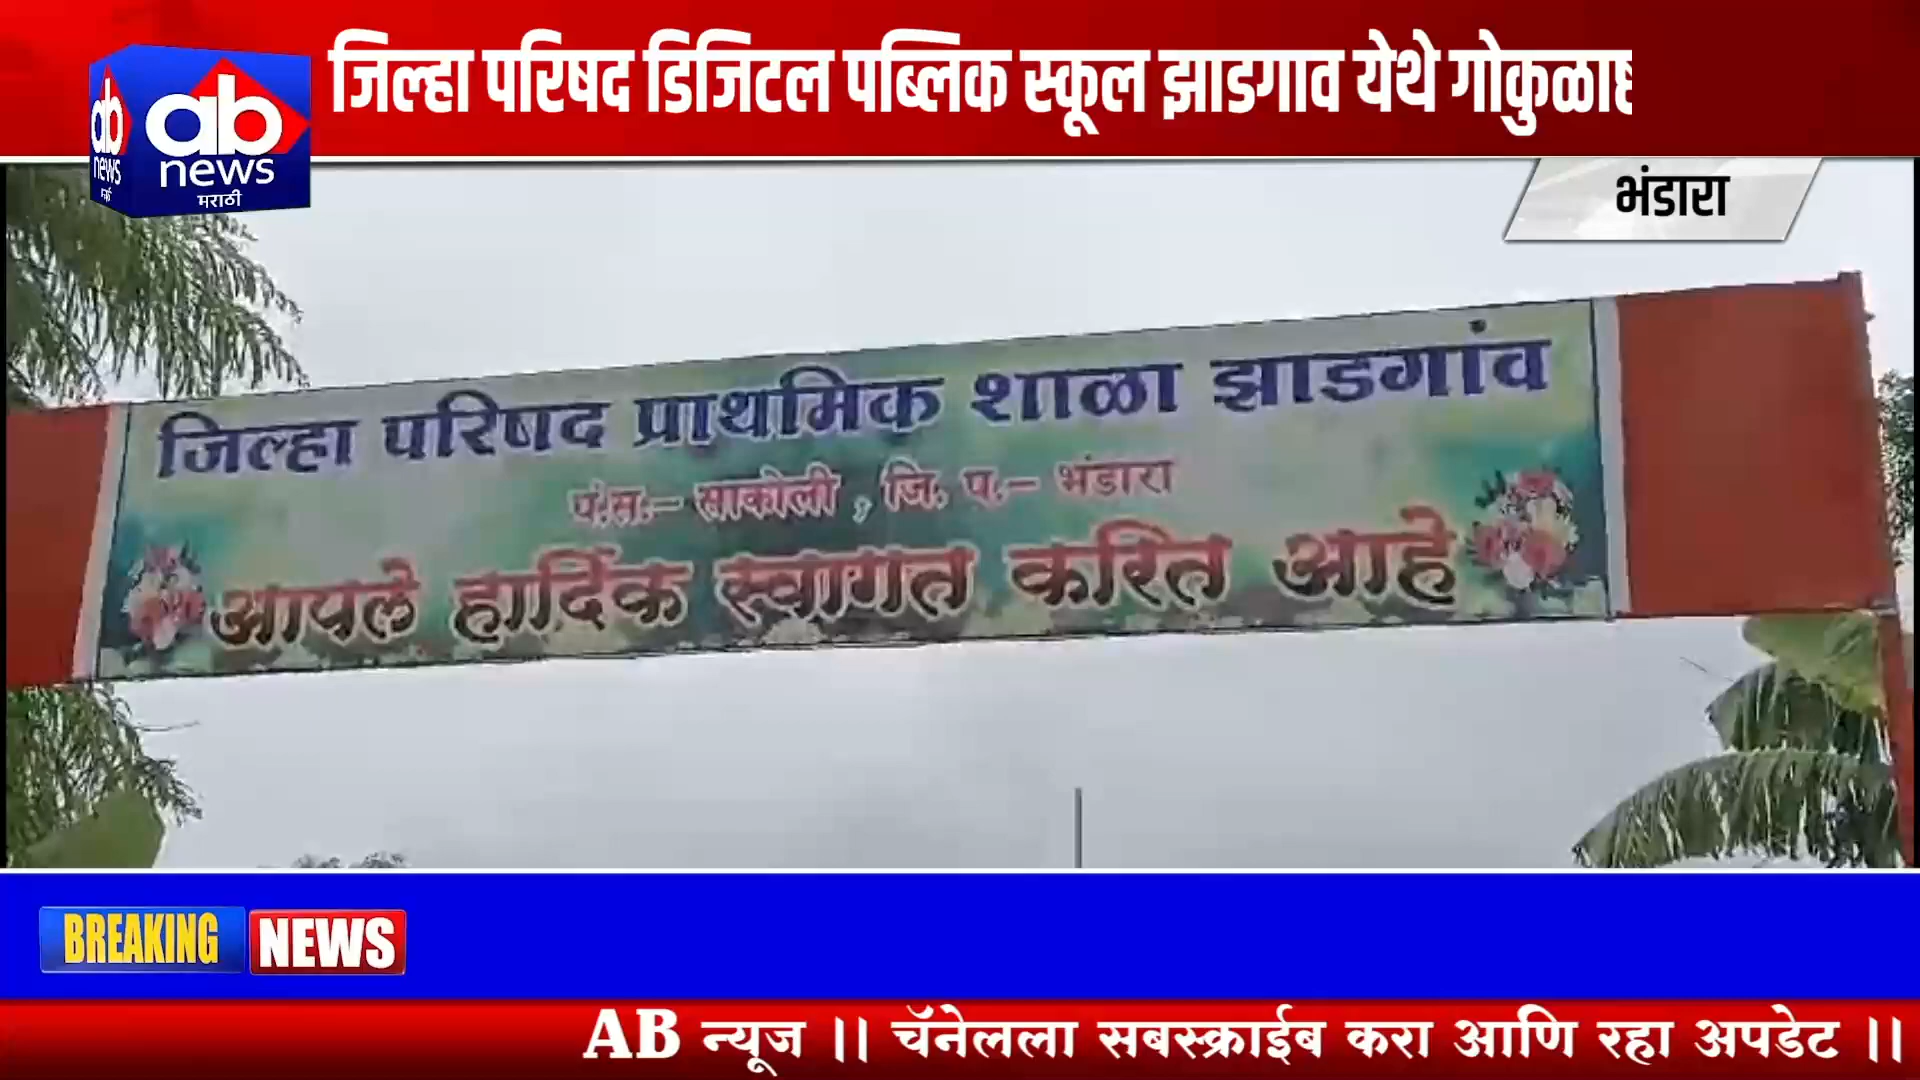 जिल्हा परिषद डिजिटल पब्लिक स्कूल झाडगाव येथे
ab
news
मराठी
भंडारा
जिल्हा परिषद प्राथमिक शाळा झाडगांव
पं.स.- साकोली , जि. प.- भंडारा
आपले हार्दिक स्वागत करित आहे
BREAKING NEWS
AB न्यूज || चॅनेलला सबस्क्राईब करा आणि रहा अपडेट ||